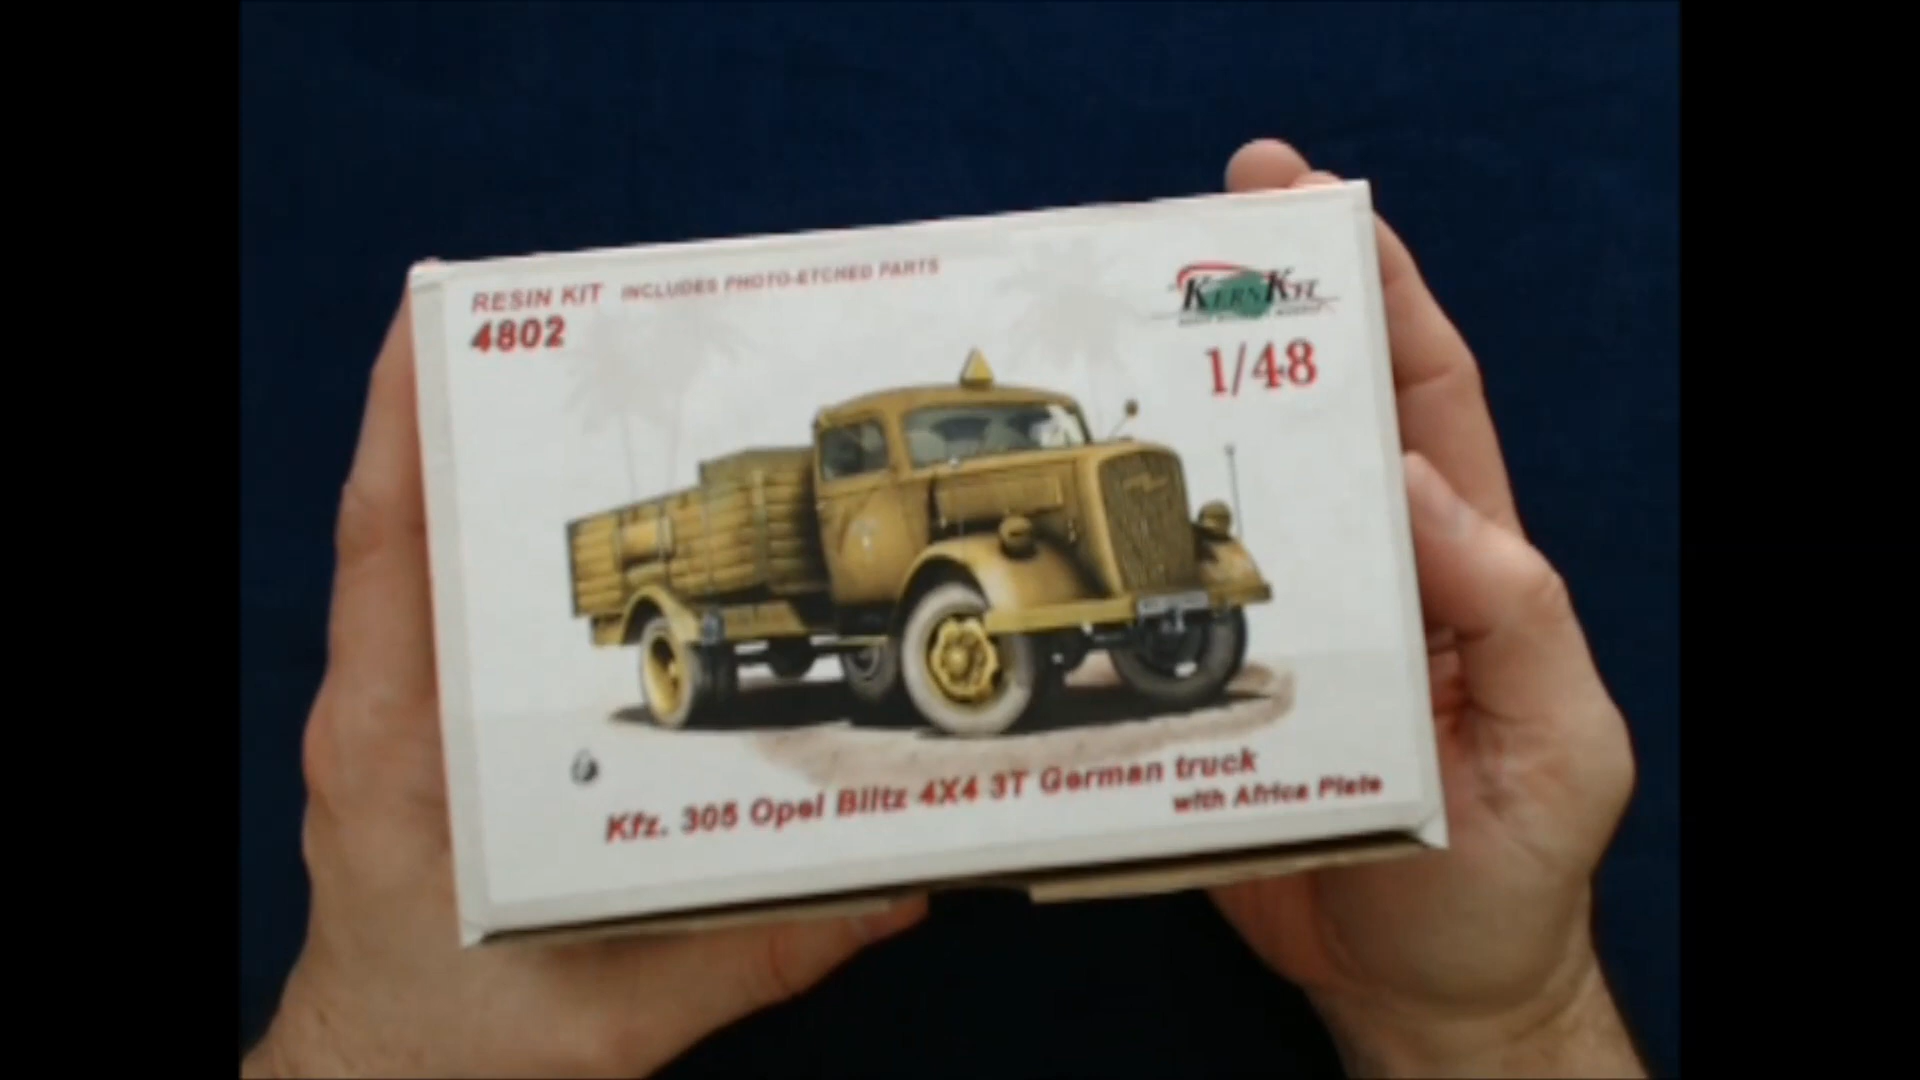 RESIN KIT INCLUDES PHOTO-ETCHED PARTS
4802
KERNKFZ
1/48
Kfz. 305 Opel Blitz 4X4 3T German truck
with Africa Plate